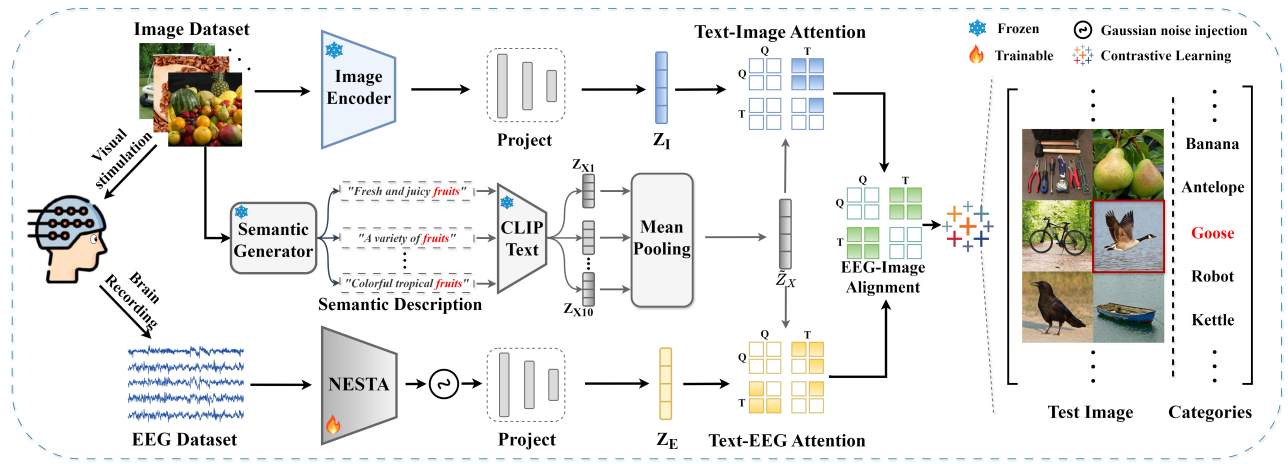 Image Dataset
Visual
stimulation
Brain
Recording
EEG Dataset
Image
Encoder
Project
Z_I
Text-Image Attention
Q
T
Q
T
Semantic
Generator
"Fresh and juicy fruits"
"A variety of fruits"
"Colorful tropical fruits"
Semantic Description
CLIP
Text
Z_X1
Z_X10
Mean
Pooling
Z̃_X
NESTA
Project
Z_E
Q
T
Q
T
Text-EEG Attention
Q
T
Q
T
EEG-Image
Alignment
Frozen
Gaussian noise injection
Trainable
Contrastive Learning
Banana
Antelope
Goose
Robot
Kettle
Test Image
Categories